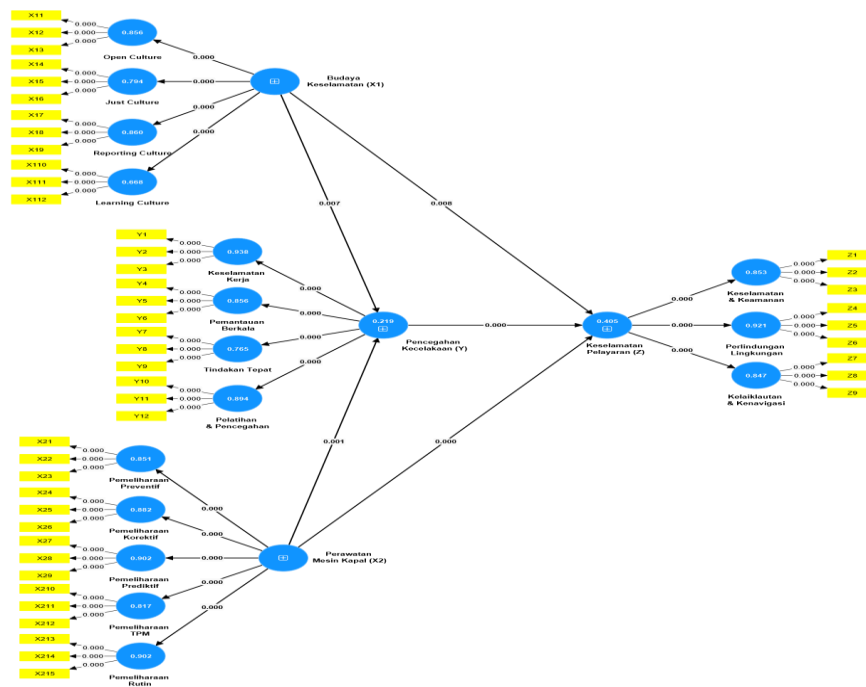 X11
0.000
X12
0.000
0.856
X13
0.000
Open Culture
0.000
X14
0.000
X15
0.000
0.794
0.000
X16
0.000
Just Culture
Budaya
Keselamatan (X1)
X17
0.000
X18
0.000
0.860
0.000
X19
0.000
Reporting Culture
X110
0.000
X111
0.000
0.000
X112
0.000
Learning Culture
0.007
0.008
Y1
0.000
Y2
0.000
0.838
Y3
0.000
Keselamatan
Kerja
0.000
Y4
0.000
Y5
0.000
0.856
0.000
Y6
0.000
Pemantauan
Berkala
Y7
0.000
Y8
0.000
0.765
0.000
Y9
0.000
Tindakan Tepat
Y10
0.000
Y11
0.000
0.894
0.000
Y12
0.000
Pelatihan
& Pencegahan
0.219
Pencegahan
Kecelakaan (Y)
0.000
0.405
Keselamatan
Pelayaran (Z)
0.000
0.853
Keselamatan
& Keamanan
0.000
Z1
0.000
Z2
0.000
Z3
0.000
0.921
Perlindungan
Lingkungan
0.000
Z4
0.000
Z5
0.000
Z6
0.000
0.847
Kelaiklautan
& Kenavigasi
0.000
Z7
0.000
Z8
0.000
Z9
0.001
0.000
X21
0.000
X22
0.000
0.851
X23
0.000
Pemeliharaan
Preventif
0.000
X24
0.000
X25
0.000
0.882
0.000
X26
0.000
Pemeliharaan
Korektif
X27
0.000
X28
0.000
0.902
0.000
X29
0.000
Pemeliharaan
Prediktif
Perawatan
Mesin Kapal (X2)
X210
0.000
X211
0.000
0.817
0.000
X212
0.000
Pemeliharaan
TPM
X213
0.000
X214
0.000
0.902
0.000
X215
0.000
Pemeliharaan
Rutin